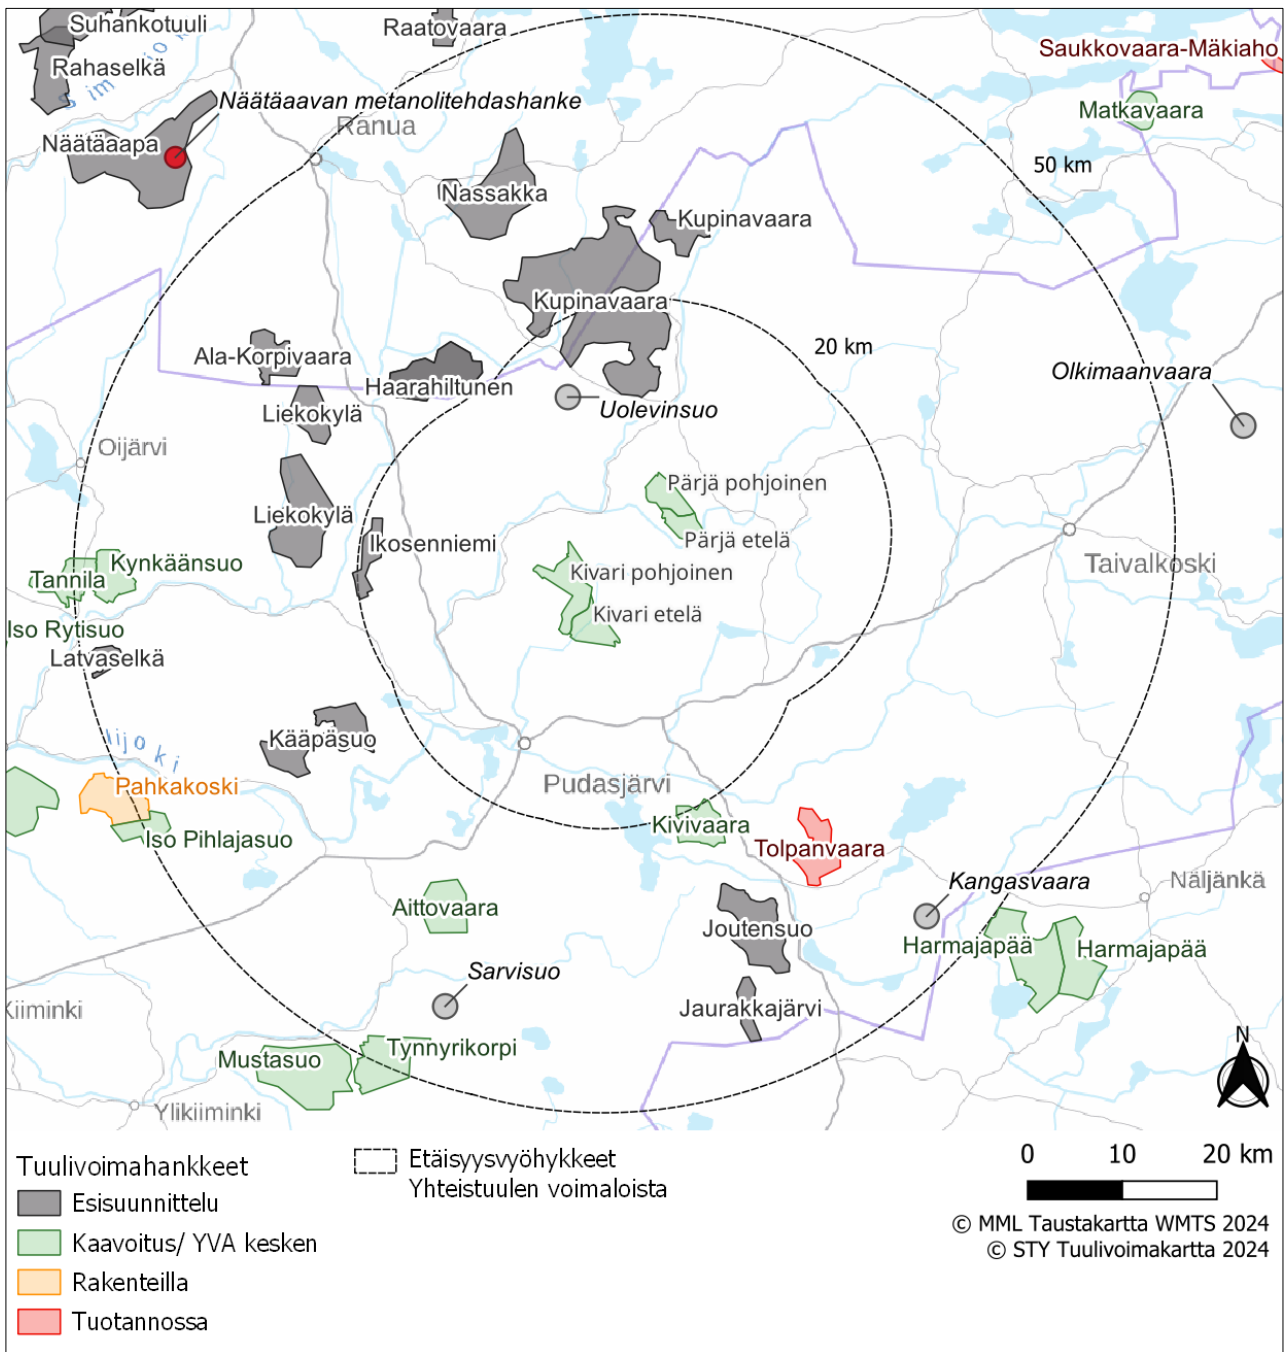 Suhankotuuli
Raatovaara
Rahaselkä
Simojoki
Saukkovaara-Mäkiaho
Näätäaavan metanolitehdashanke
Matkavaara
Ranua
Näätäaapa
50 km
Nassakka
Kupinavaara
Kupinavaara
20 km
Ala-Korpivaara
Olkimaanvaara
Haarahiltunen
Liekokylä
Uolevinsuo
Oijärvi
Pärjä pohjoinen
Liekokylä
Pärjä etelä
Ikosenniemi
Kynkäänsuo
Taivalkoski
Tannila
Kivari pohjoinen
Kivari etelä
Iso Rytisuo
Latvaselkä
Iijoki
Kääpäsuo
Pahkakoski
Pudasjärvi
Kivivaara
Iso Pihlajasuo
Tolpanvaara
Kangasvaara
Näljänkä
Aittovaara
Joutensuo
Harmajapää
Harmajapää
Sarvisuo
Kiiminki
Jaurakkajärvi
N
Tynnyrikorpi
Mustasuo
Ylikiiminki
Tuulivoimahankkeet
Esisuunnittelu
Kaavoitus/ YVA kesken
Rakenteilla
Tuotannossa
Etäisyysvyöhykkeet
Yhteistuulen voimaloista
0 10 20 km
© MML Taustakartta WMTS 2024
© STY Tuulivoimakartta 2024